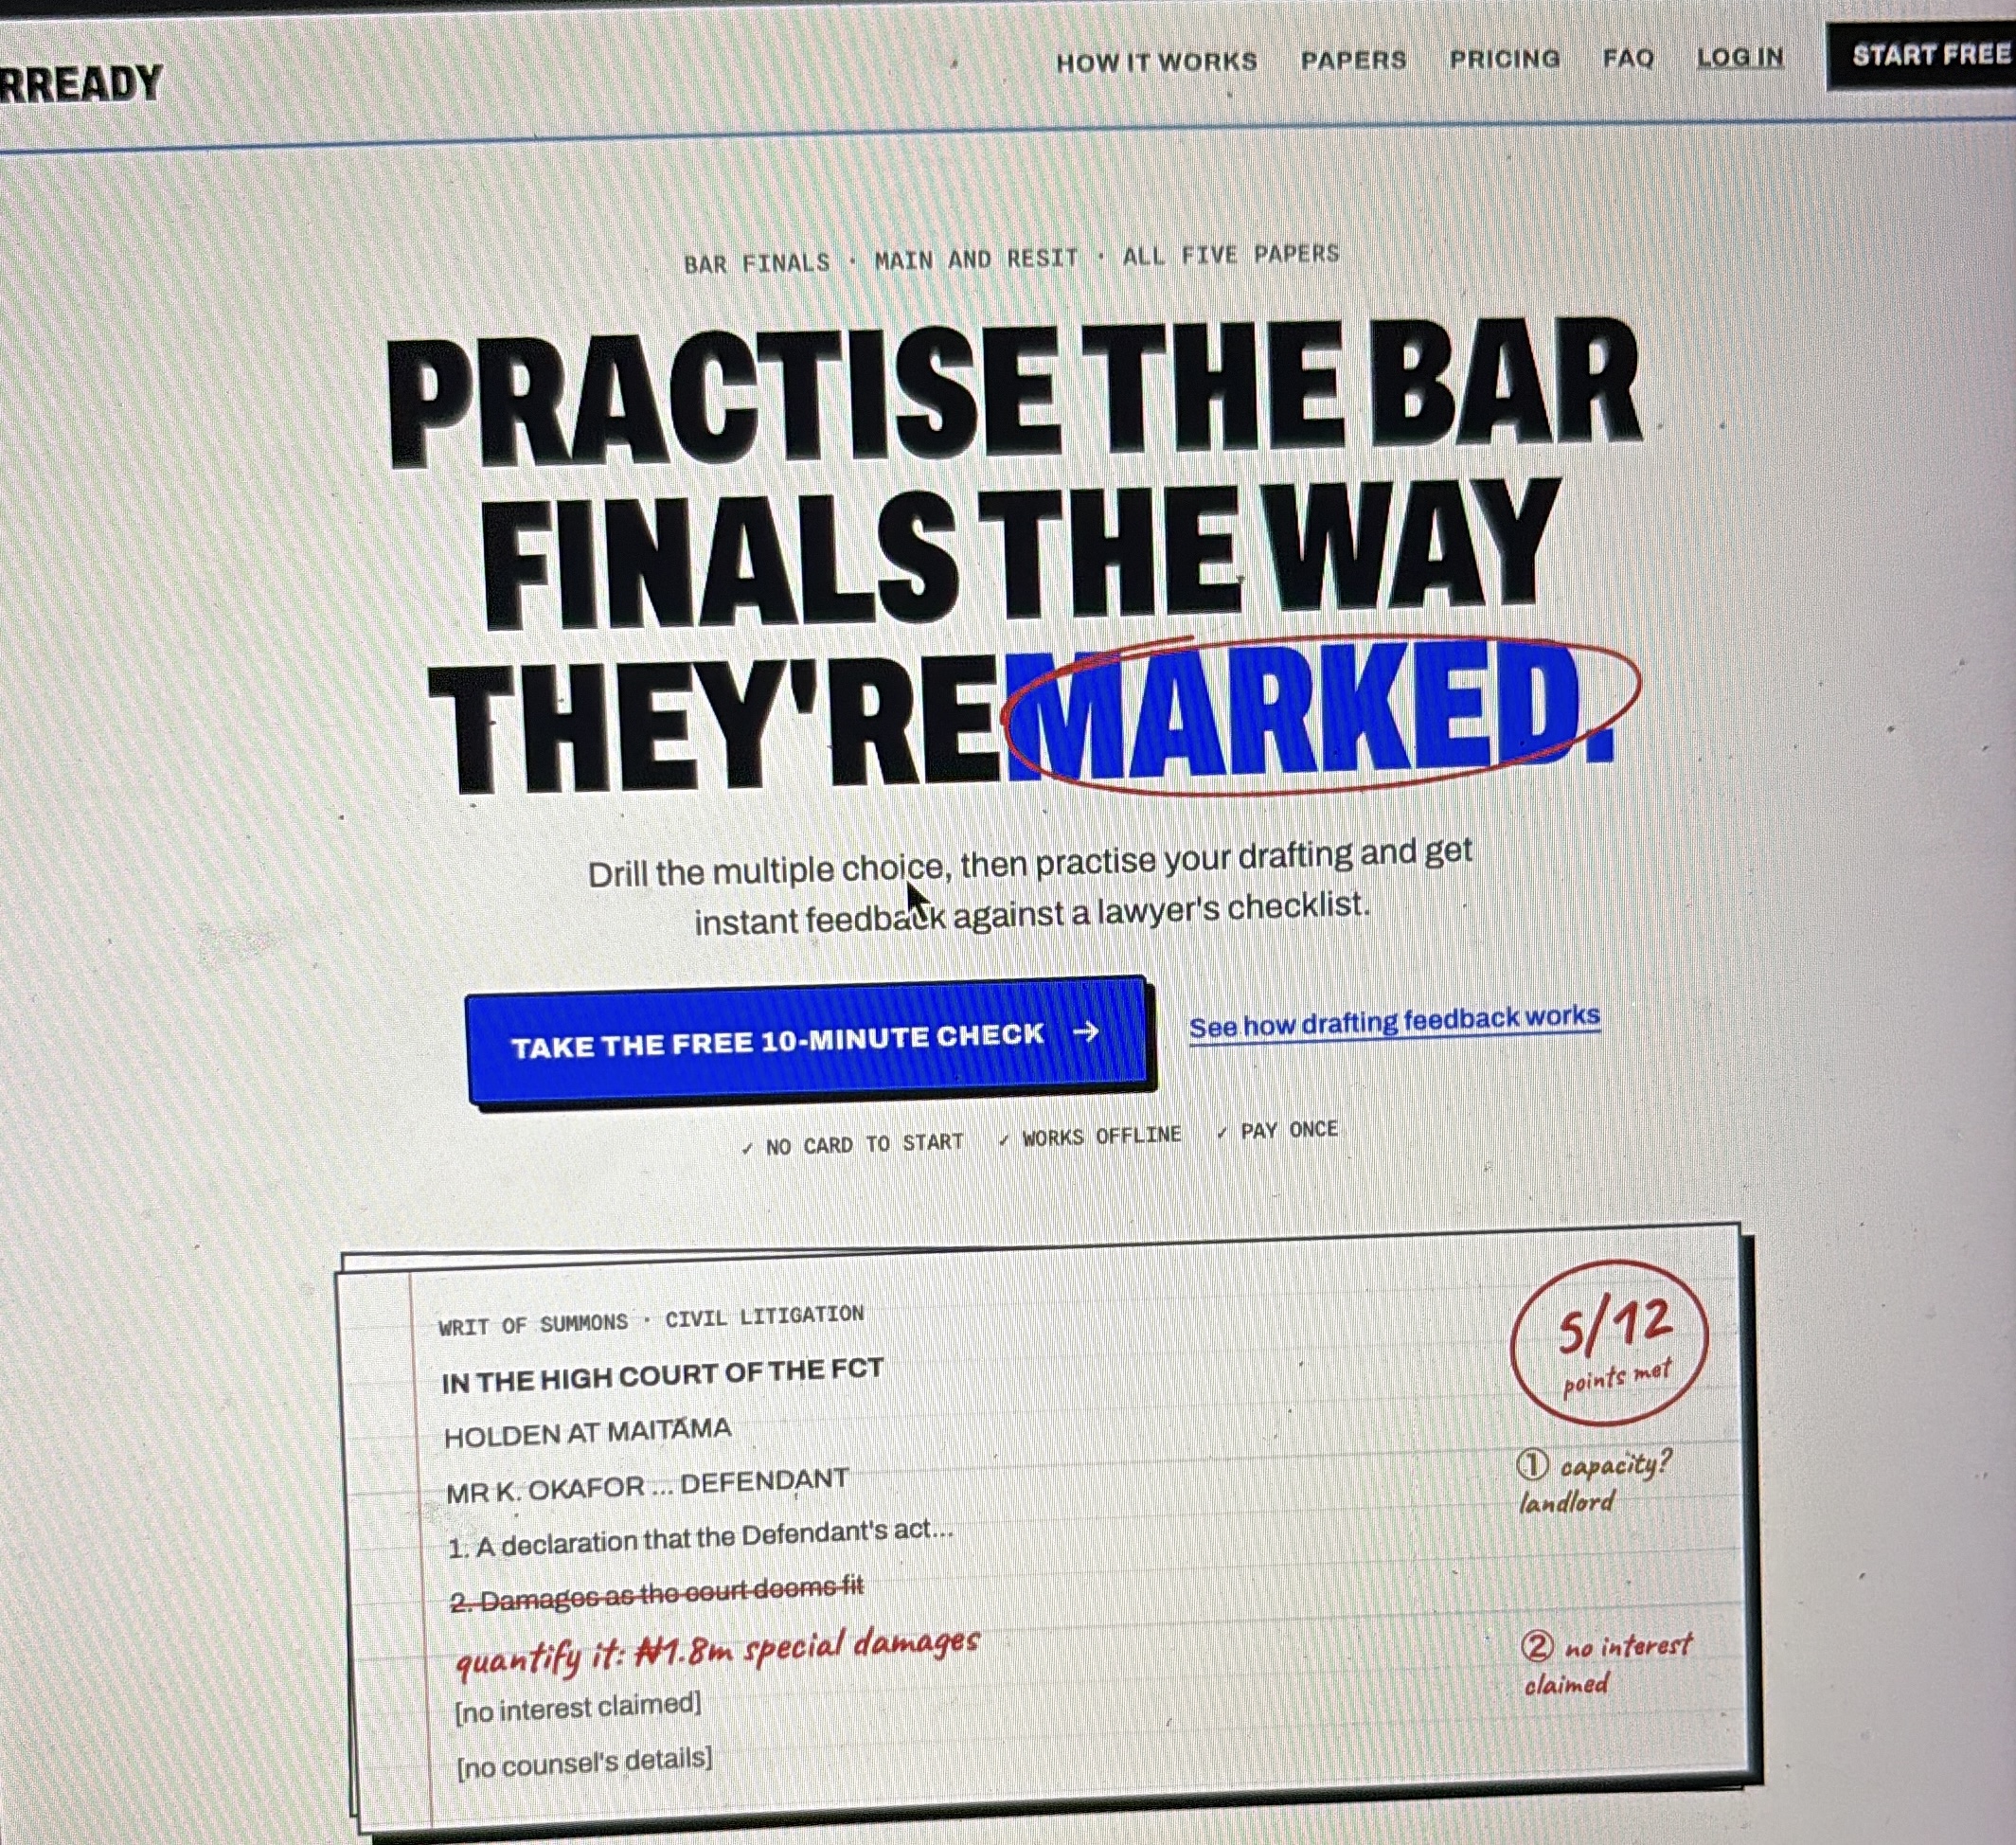 RREADY
HOW IT WORKS PAPERS PRICING FAQ LOG IN START FREE
BAR FINALS · MAIN AND RESIT · ALL FIVE PAPERS
PRACTISE THE BAR
FINALS THE WAY
THEY'RE MARKED.
Drill the multiple choice, then practise your drafting and get
instant feedback against a lawyer's checklist.
TAKE THE FREE 10-MINUTE CHECK →
See how drafting feedback works
✓ NO CARD TO START ✓ WORKS OFFLINE ✓ PAY ONCE
WRIT OF SUMMONS · CIVIL LITIGATION
5/12
points met
IN THE HIGH COURT OF THE FCT
HOLDEN AT MAITAMA
MR K. OKAFOR ... DEFENDANT
① capacity?
landlord
1. A declaration that the Defendant's act...
2. Damages as the court deems fit
quantify it: ₦1.8m special damages
② no interest
claimed
[no interest claimed]
[no counsel's details]